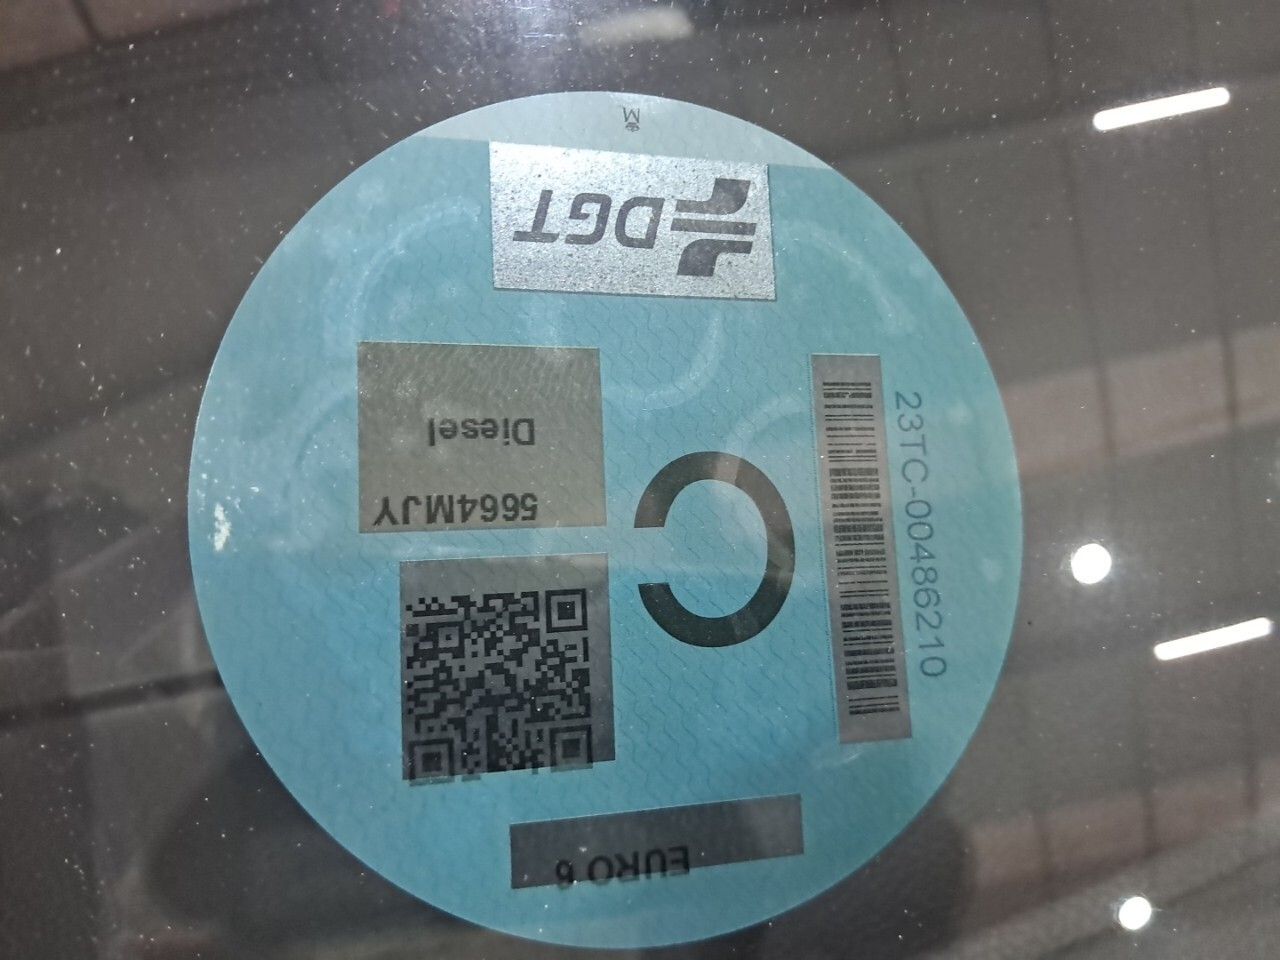 EURO 6
C
5664MJY
Diesel
23TC-00486210
DGT
M